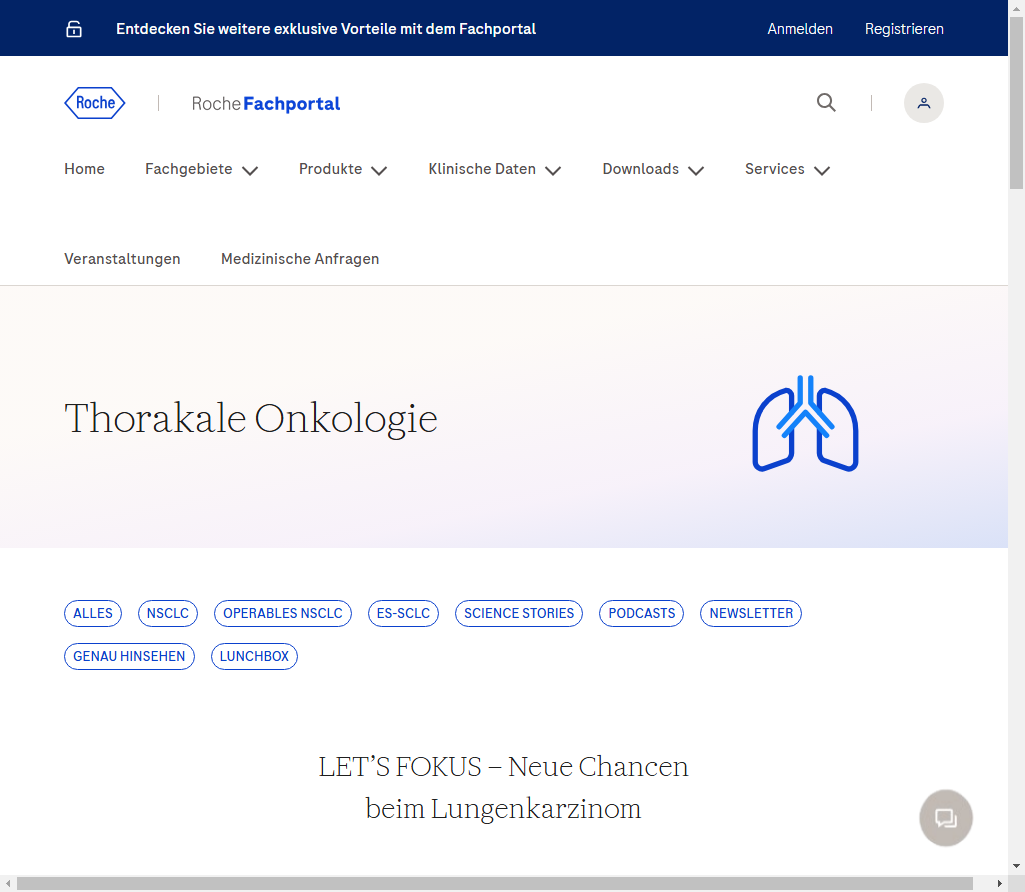 Entdecken Sie weitere exklusive Vorteile mit dem Fachportal Anmelden Registrieren
Roche RocheFachportal
Home Fachgebiete Produkte Klinische Daten Downloads Services
Veranstaltungen Medizinische Anfragen
Thorakale Onkologie
ALLES NSCLC OPERABLES NSCLC ES-SCLC SCIENCE STORIES PODCASTS NEWSLETTER
GENAU HINSEHEN LUNCHBOX
LET’S FOKUS – Neue Chancen
beim Lungenkarzinom